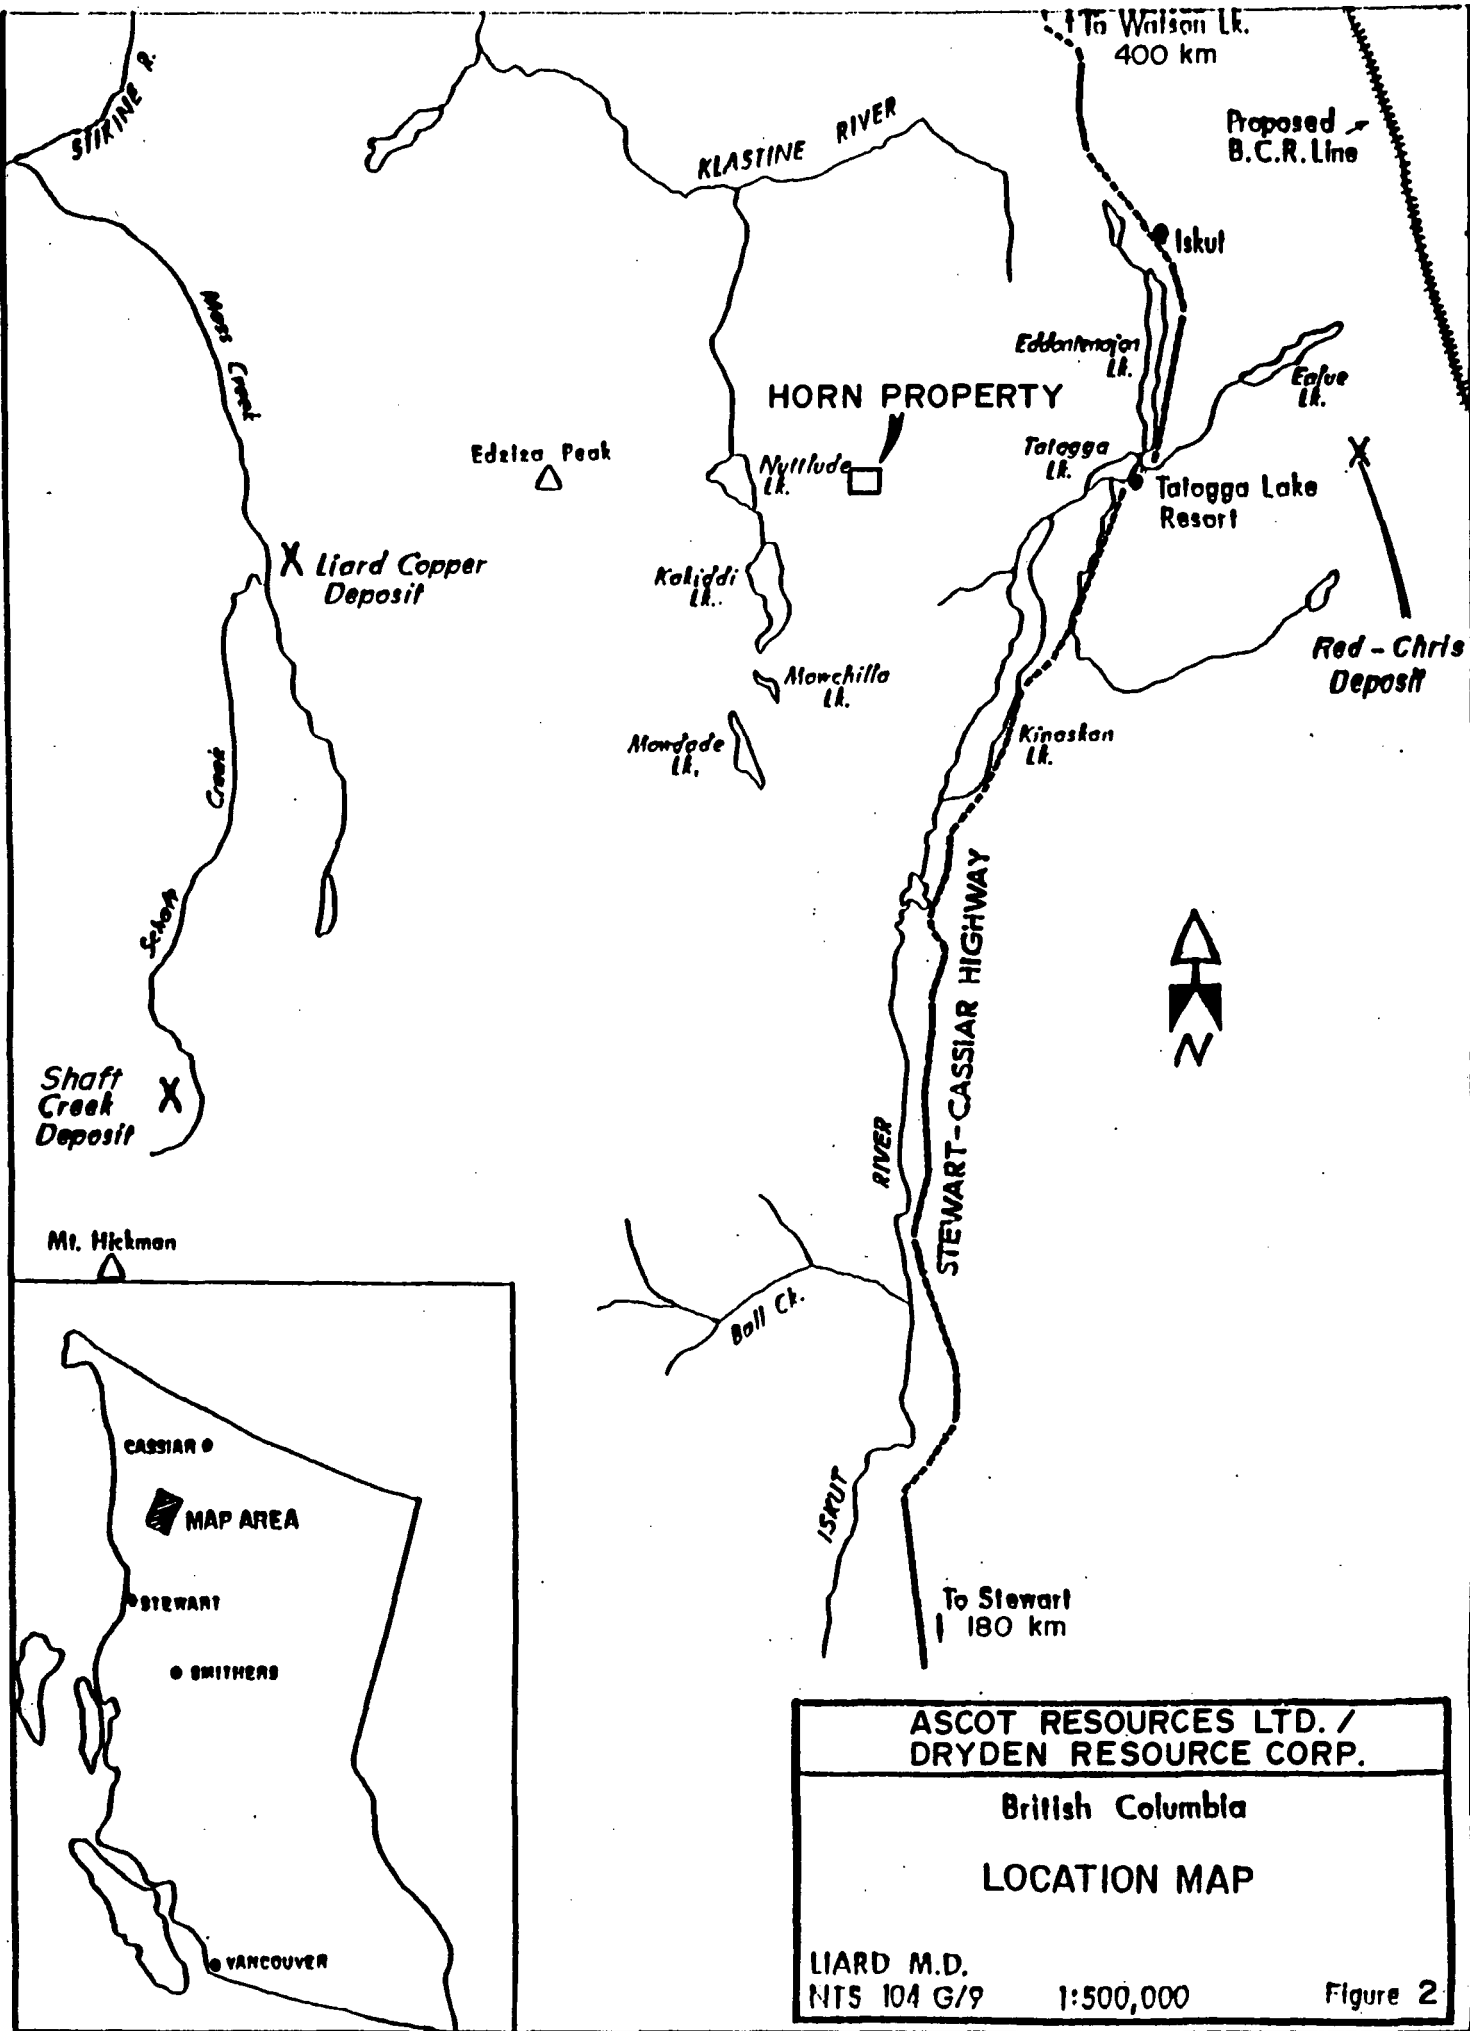 To Watson Lk.
400 km
STIKINE R.
KLASTINE RIVER
Proposed
B.C.R. Line
Iskut
Mess Creek
Eddontenajon
Lk.
Ealue
Lk.
HORN PROPERTY
Edziza Peak
Nuttlude
Lk.
Tatogga
Lk.
Tatogga Lake
Resort
Liard Copper
Deposit
Kakiddi
Lk.
Red-Chris
Deposit
Mowchilla
Lk.
Mowdade
Lk.
Kinaskan
Lk.
Schaft Creek
STEWART-CASSIAR HIGHWAY
N
Shaft
Creek
Deposit
ISKUT RIVER
Mt. Hickman
Ball Ck.
CASSIAR
MAP AREA
STEWART
SMITHERS
VANCOUVER
To Stewart
180 km
ASCOT RESOURCES LTD. /
DRYDEN RESOURCE CORP.
British Columbia
LOCATION MAP
LIARD M.D.
NTS 104 G/9 1:500,000 Figure 2